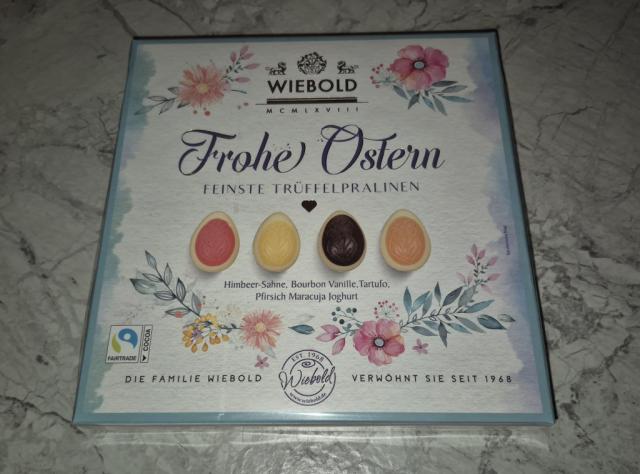 WIEBOLD
MCMLXVIII
Frohe Ostern
FEINSTE TRÜFFELPRALINEN
Himbeer-Sahne, Bourbon Vanille, Tartufo,
Pfirsich Maracuja Joghurt
FAIRTRADE
COCOA
EST 1968
Wiebold
www.wiebold.de
DIE FAMILIE WIEBOLD
VERWÖHNT SIE SEIT 1968